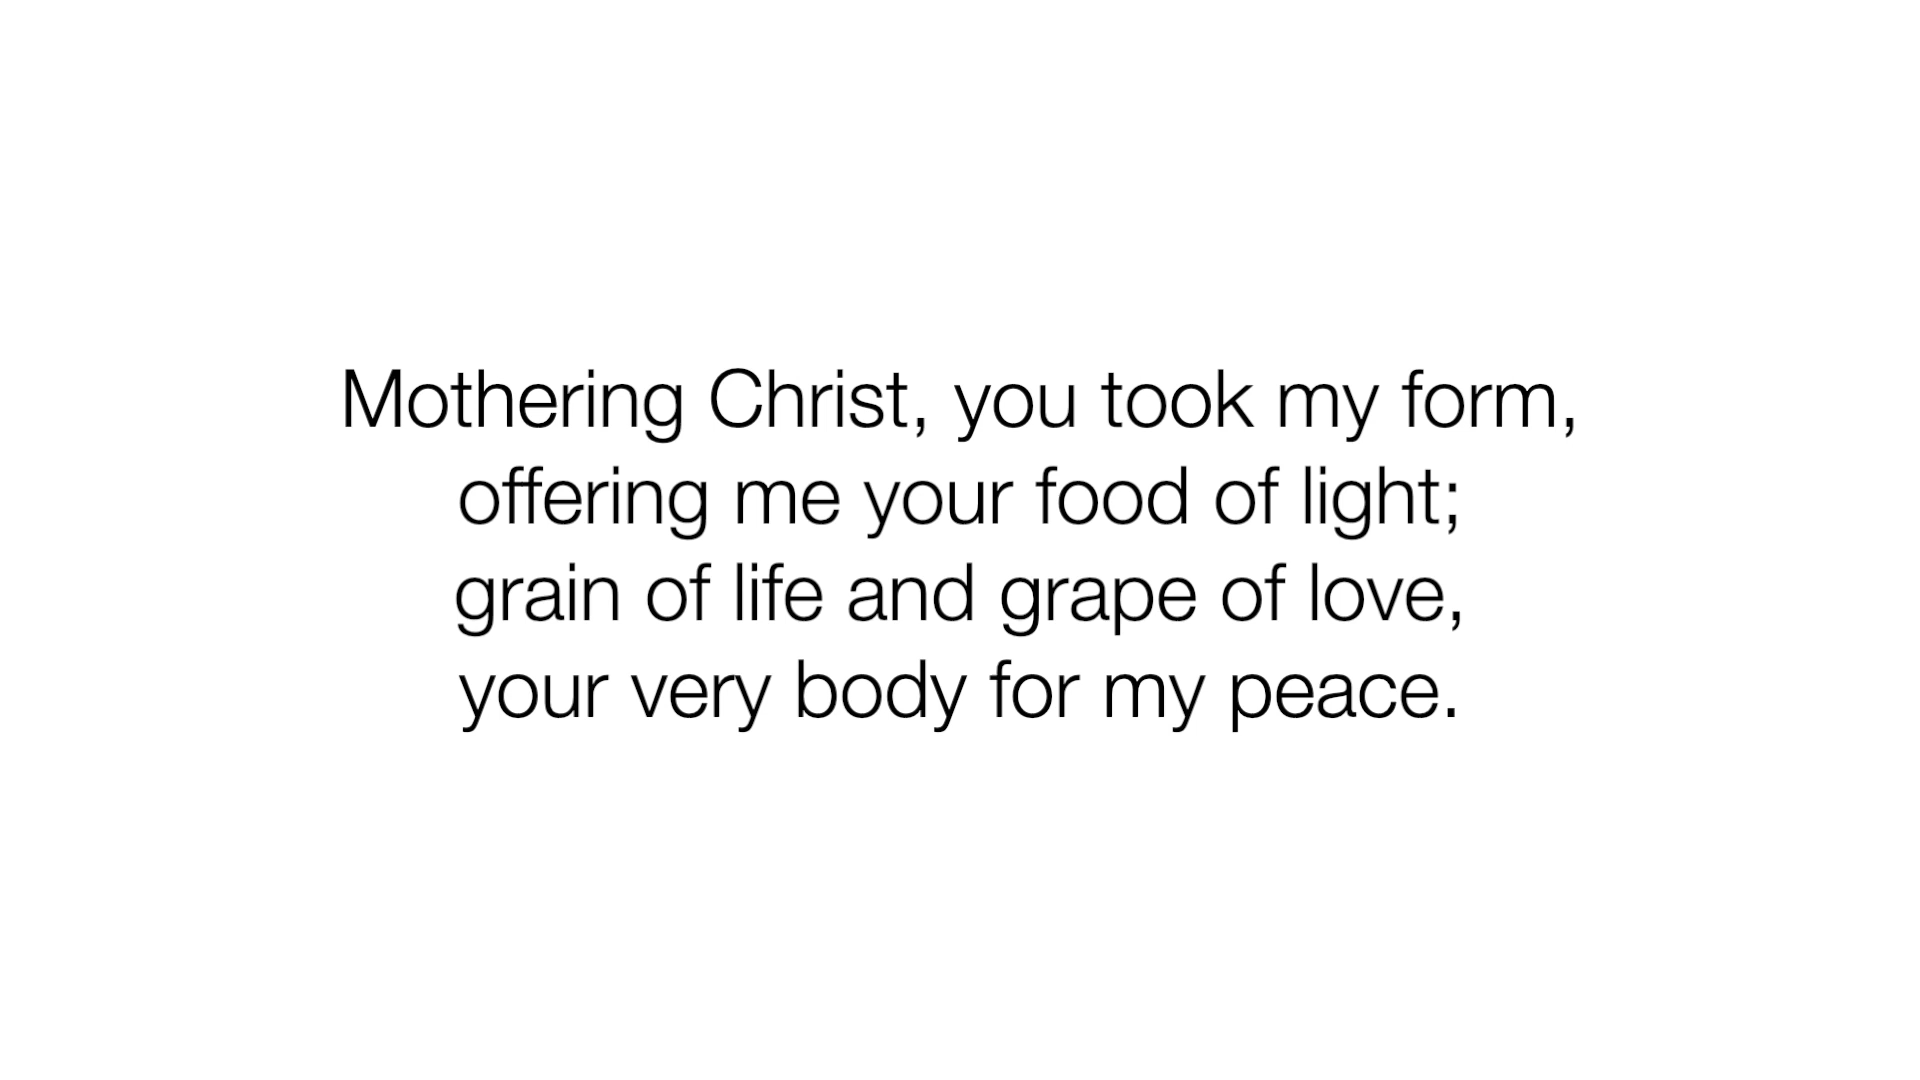 Mothering Christ, you took my form,
offering me your food of light;
grain of life and grape of love,
your very body for my peace.